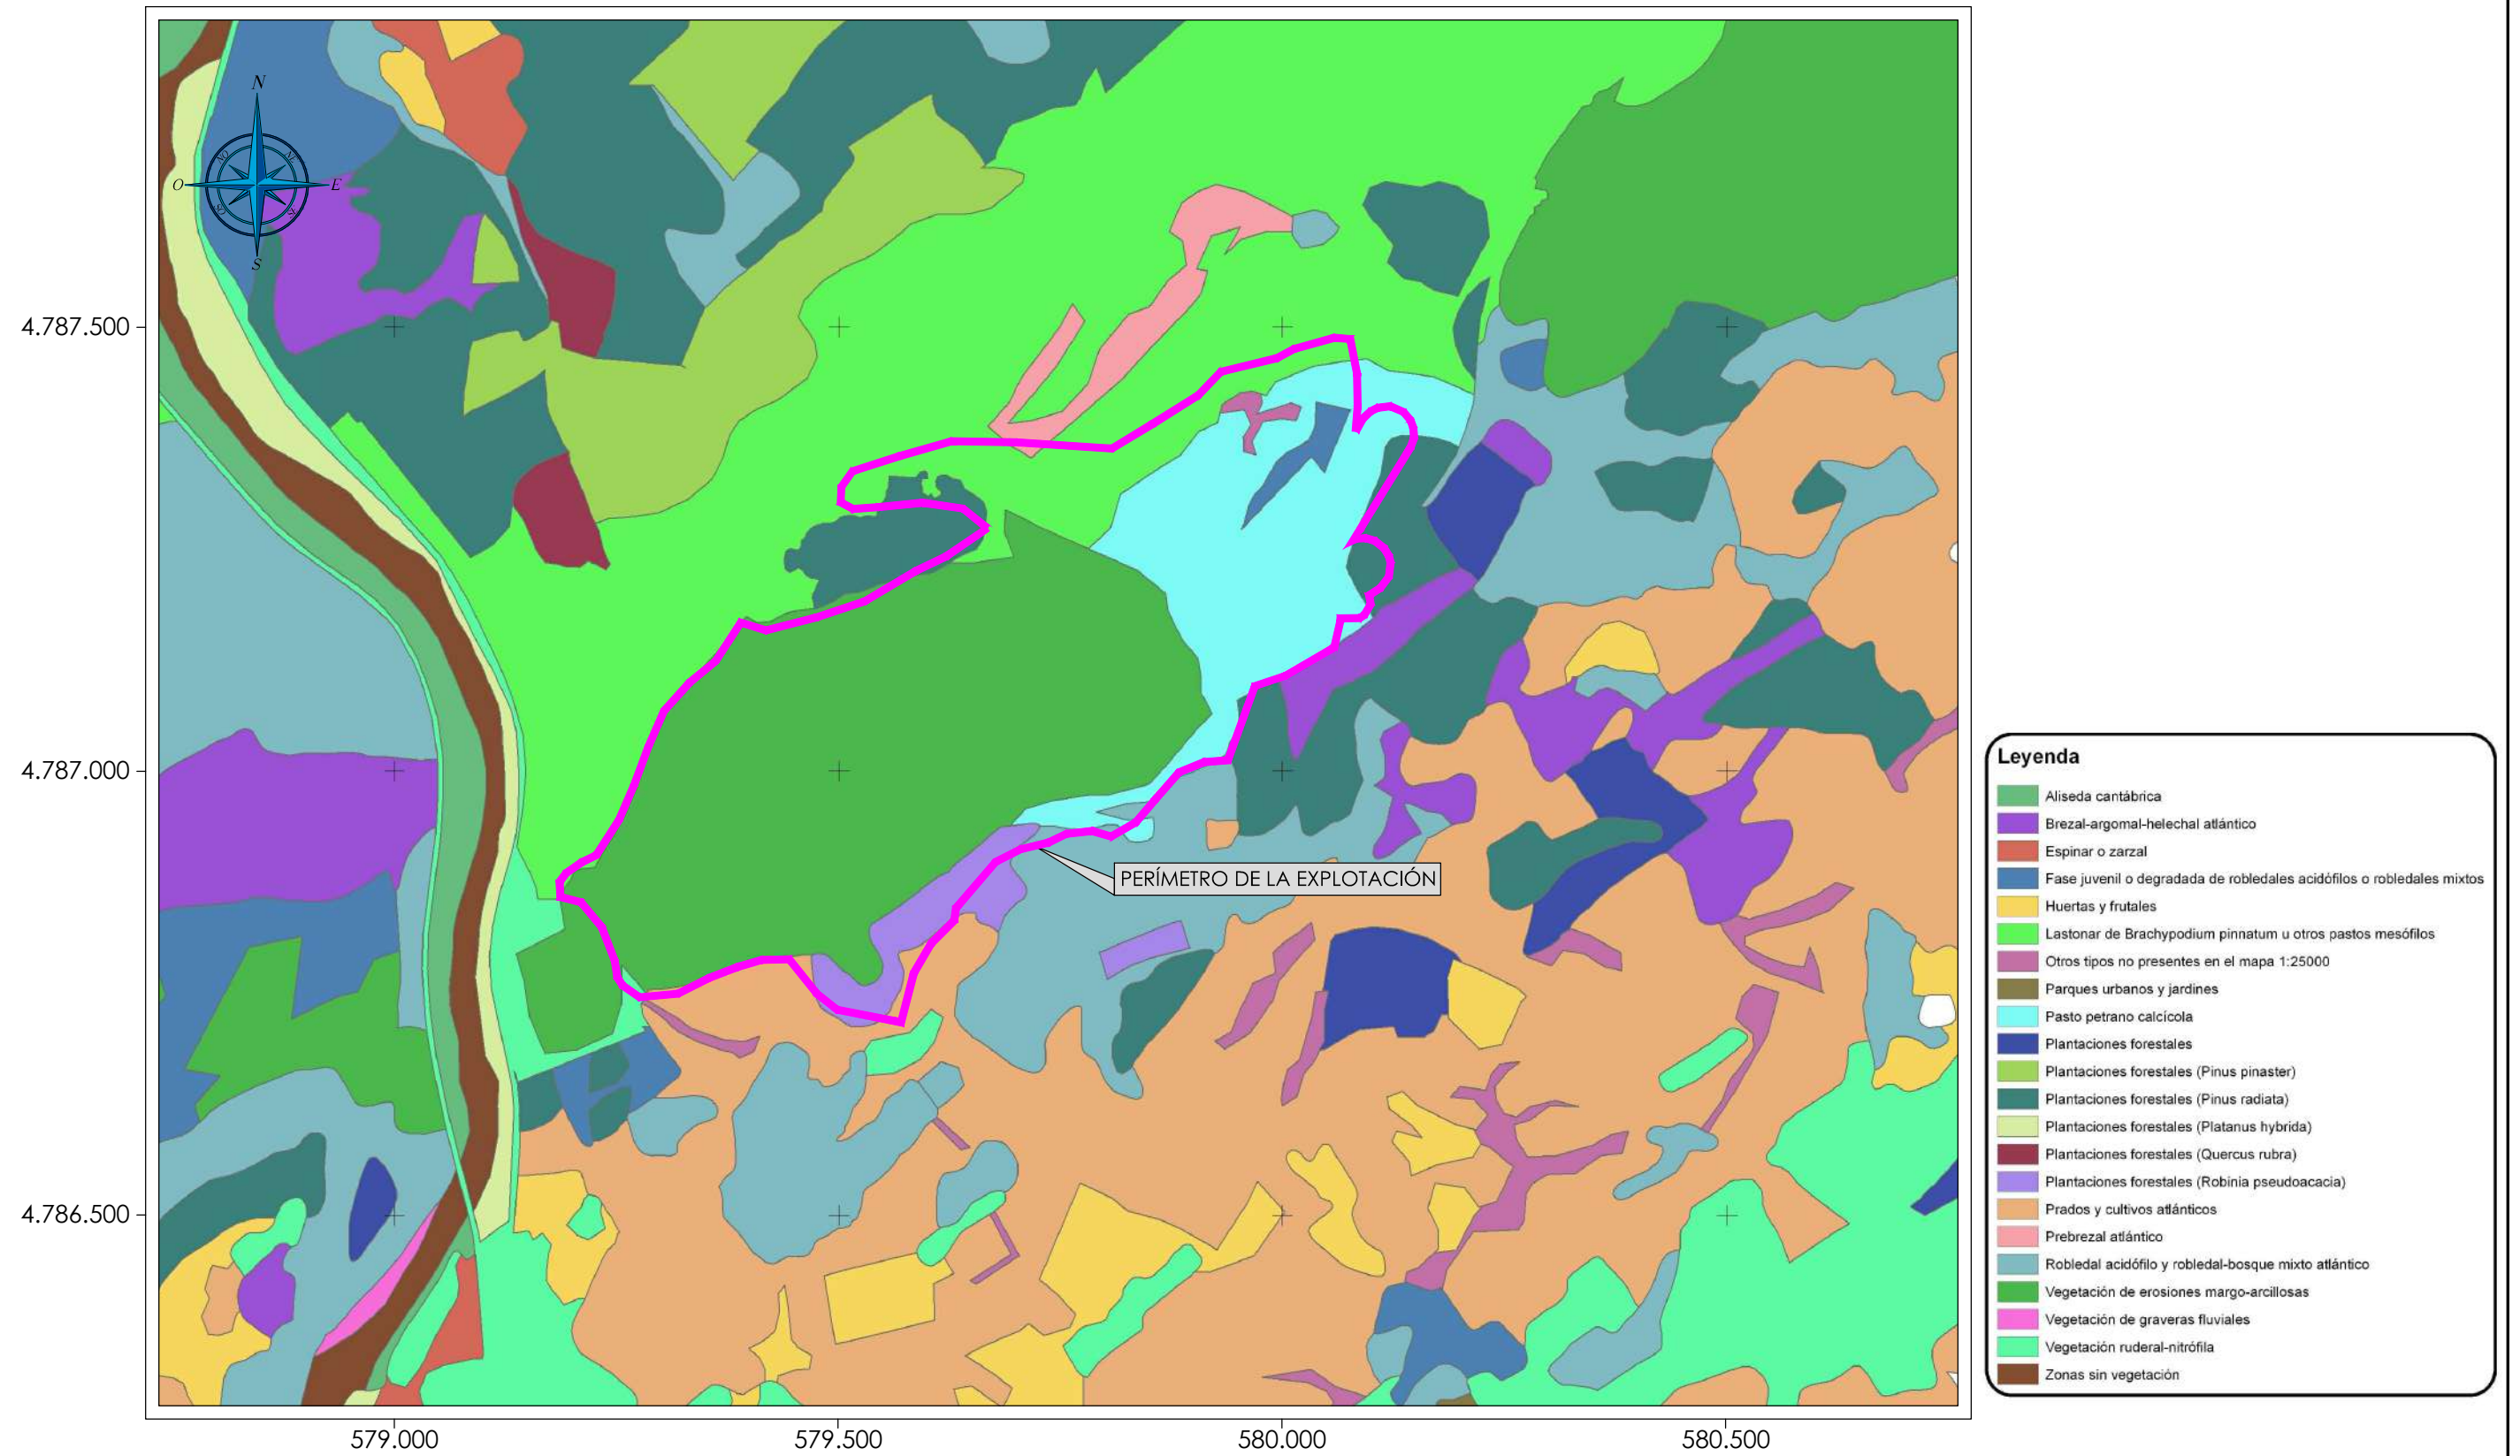 N
NO
NE
O
E
SO
SE
S
4.787.500
4.787.000
4.786.500
579.000
579.500
580.000
580.500
PERÍMETRO DE LA EXPLOTACIÓN
Leyenda
Aliseda cantábrica
Brezal-argomal-helechal atlántico
Espinar o zarzal
Fase juvenil o degradada de robledales acidófilos o robledales mixtos
Huertas y frutales
Lastonar de Brachypodium pinnatum u otros pastos mesófilos
Otros tipos no presentes en el mapa 1:25000
Parques urbanos y jardines
Pasto petrano calcícola
Plantaciones forestales
Plantaciones forestales (Pinus pinaster)
Plantaciones forestales (Pinus radiata)
Plantaciones forestales (Platanus hybrida)
Plantaciones forestales (Quercus rubra)
Plantaciones forestales (Robinia pseudoacacia)
Prados y cultivos atlánticos
Prebrezal atlántico
Robledal acidófilo y robledal-bosque mixto atlántico
Vegetación de erosiones margo-arcillosas
Vegetación de graveras fluviales
Vegetación ruderal-nitrófila
Zonas sin vegetación